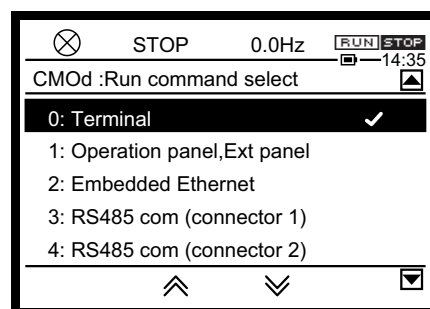 STOP 0.0Hz RUN STOP
14:35
CMOd :Run command select
0: Terminal
1: Operation panel,Ext panel
2: Embedded Ethernet
3: RS485 com (connector 1)
4: RS485 com (connector 2)